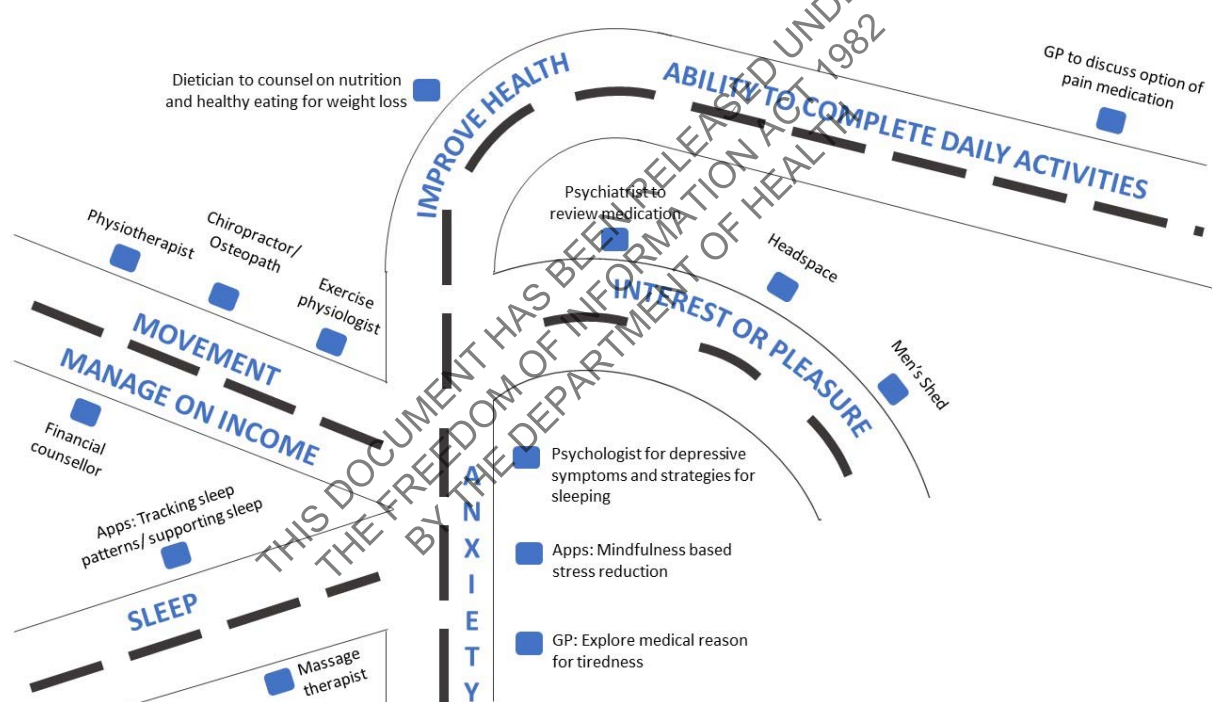 Dietician to counsel on nutrition
and healthy eating for weight loss
IMPROVE HEALTH
ABILITY TO COMPLETE DAILY ACTIVITIES
GP to discuss option of
pain medication
Physiotherapist
Chiropractor/
Osteopath
Exercise
physiologist
MOVEMENT
MANAGE ON INCOME
Financial
counsellor
Psychiatrist to
review medication
Headspace
Men's Shed
INTEREST OR PLEASURE
Apps: Tracking sleep
patterns/ supporting sleep
SLEEP
Massage
therapist
ANXIETY
Psychologist for depressive
symptoms and strategies for
sleeping
Apps: Mindfulness based
stress reduction
GP: Explore medical reason
for tiredness
THIS DOCUMENT HAS BEEN RELEASED UNDE
THE FREEDOM OF INFORMATION ACT 1982
BY THE DEPARTMENT OF HEALTH